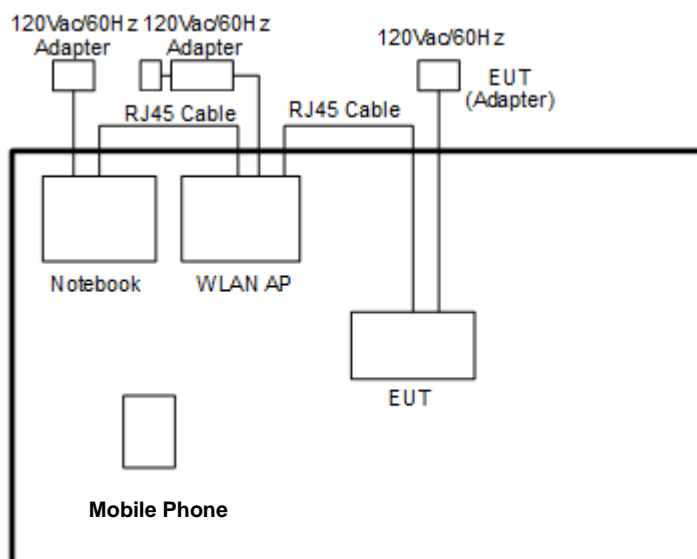 120Vac/60Hz 120Vac/60Hz
Adapter Adapter
120Vac/60Hz
EUT
(Adapter)
RJ45 Cable RJ45 Cable
Notebook WLAN AP
EUT
Mobile Phone